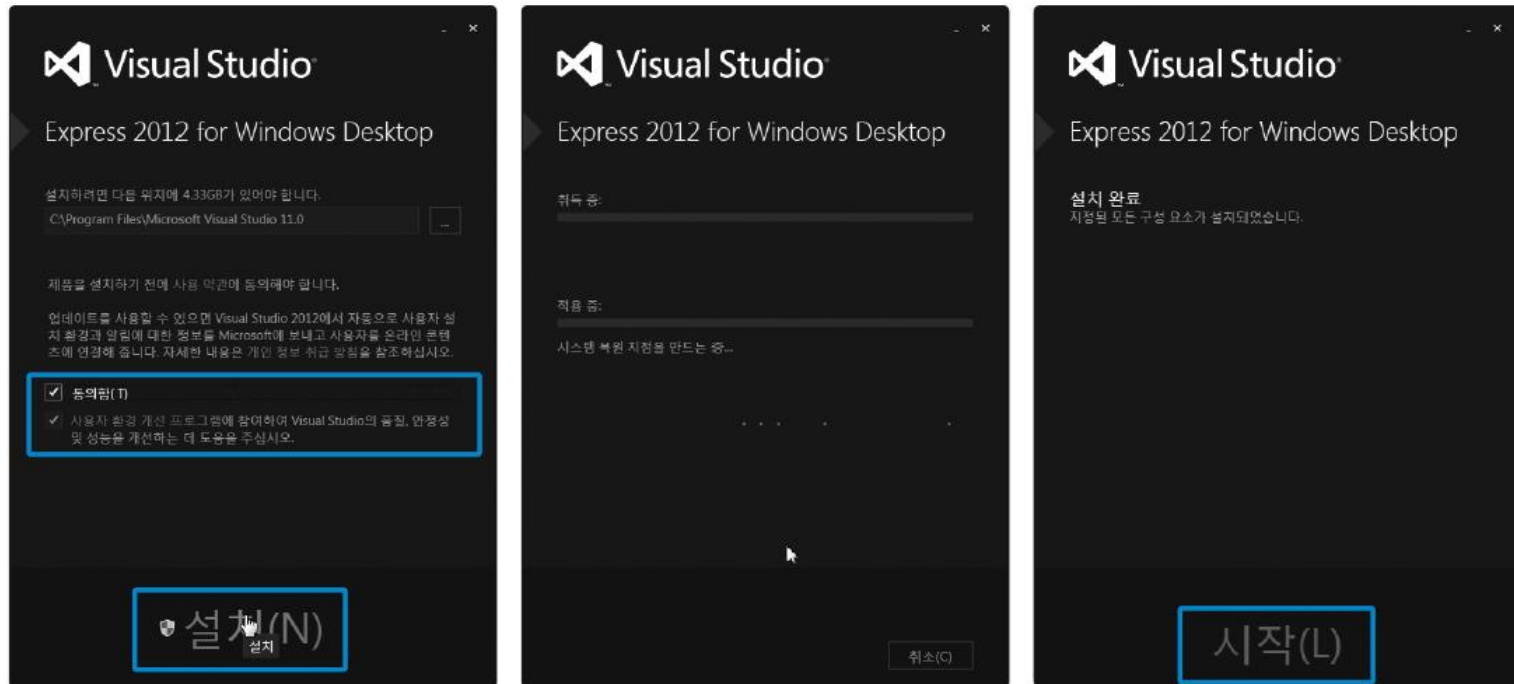 Visual Studio
Express 2012 for Windows Desktop
설치하려면 다음 위치에 4.33GB가 있어야 합니다.
C:\Program Files\Microsoft Visual Studio 11.0
...
제품을 설치하기 전에 사용 약관에 동의해야 합니다.
업데이트를 사용할 수 있으면 Visual Studio 2012에서 자동으로 사용자 설
치 환경과 알림에 대한 정보를 Microsoft에 보내고 사용자를 온라인 콘텐
츠에 연결해 줍니다. 자세한 내용은 개인 정보 취급 방침을 참조하십시오.
동의함(T)
사용자 환경 개선 프로그램에 참여하여 Visual Studio의 품질, 안정성
및 성능을 개선하는 데 도움을 주십시오.
설치(N)
설치
Visual Studio
Express 2012 for Windows Desktop
취득 중:
적용 중:
시스템 복원 지점을 만드는 중...
취소(C)
Visual Studio
Express 2012 for Windows Desktop
설치 완료
지정된 모든 구성 요소가 설치되었습니다.
시작(L)